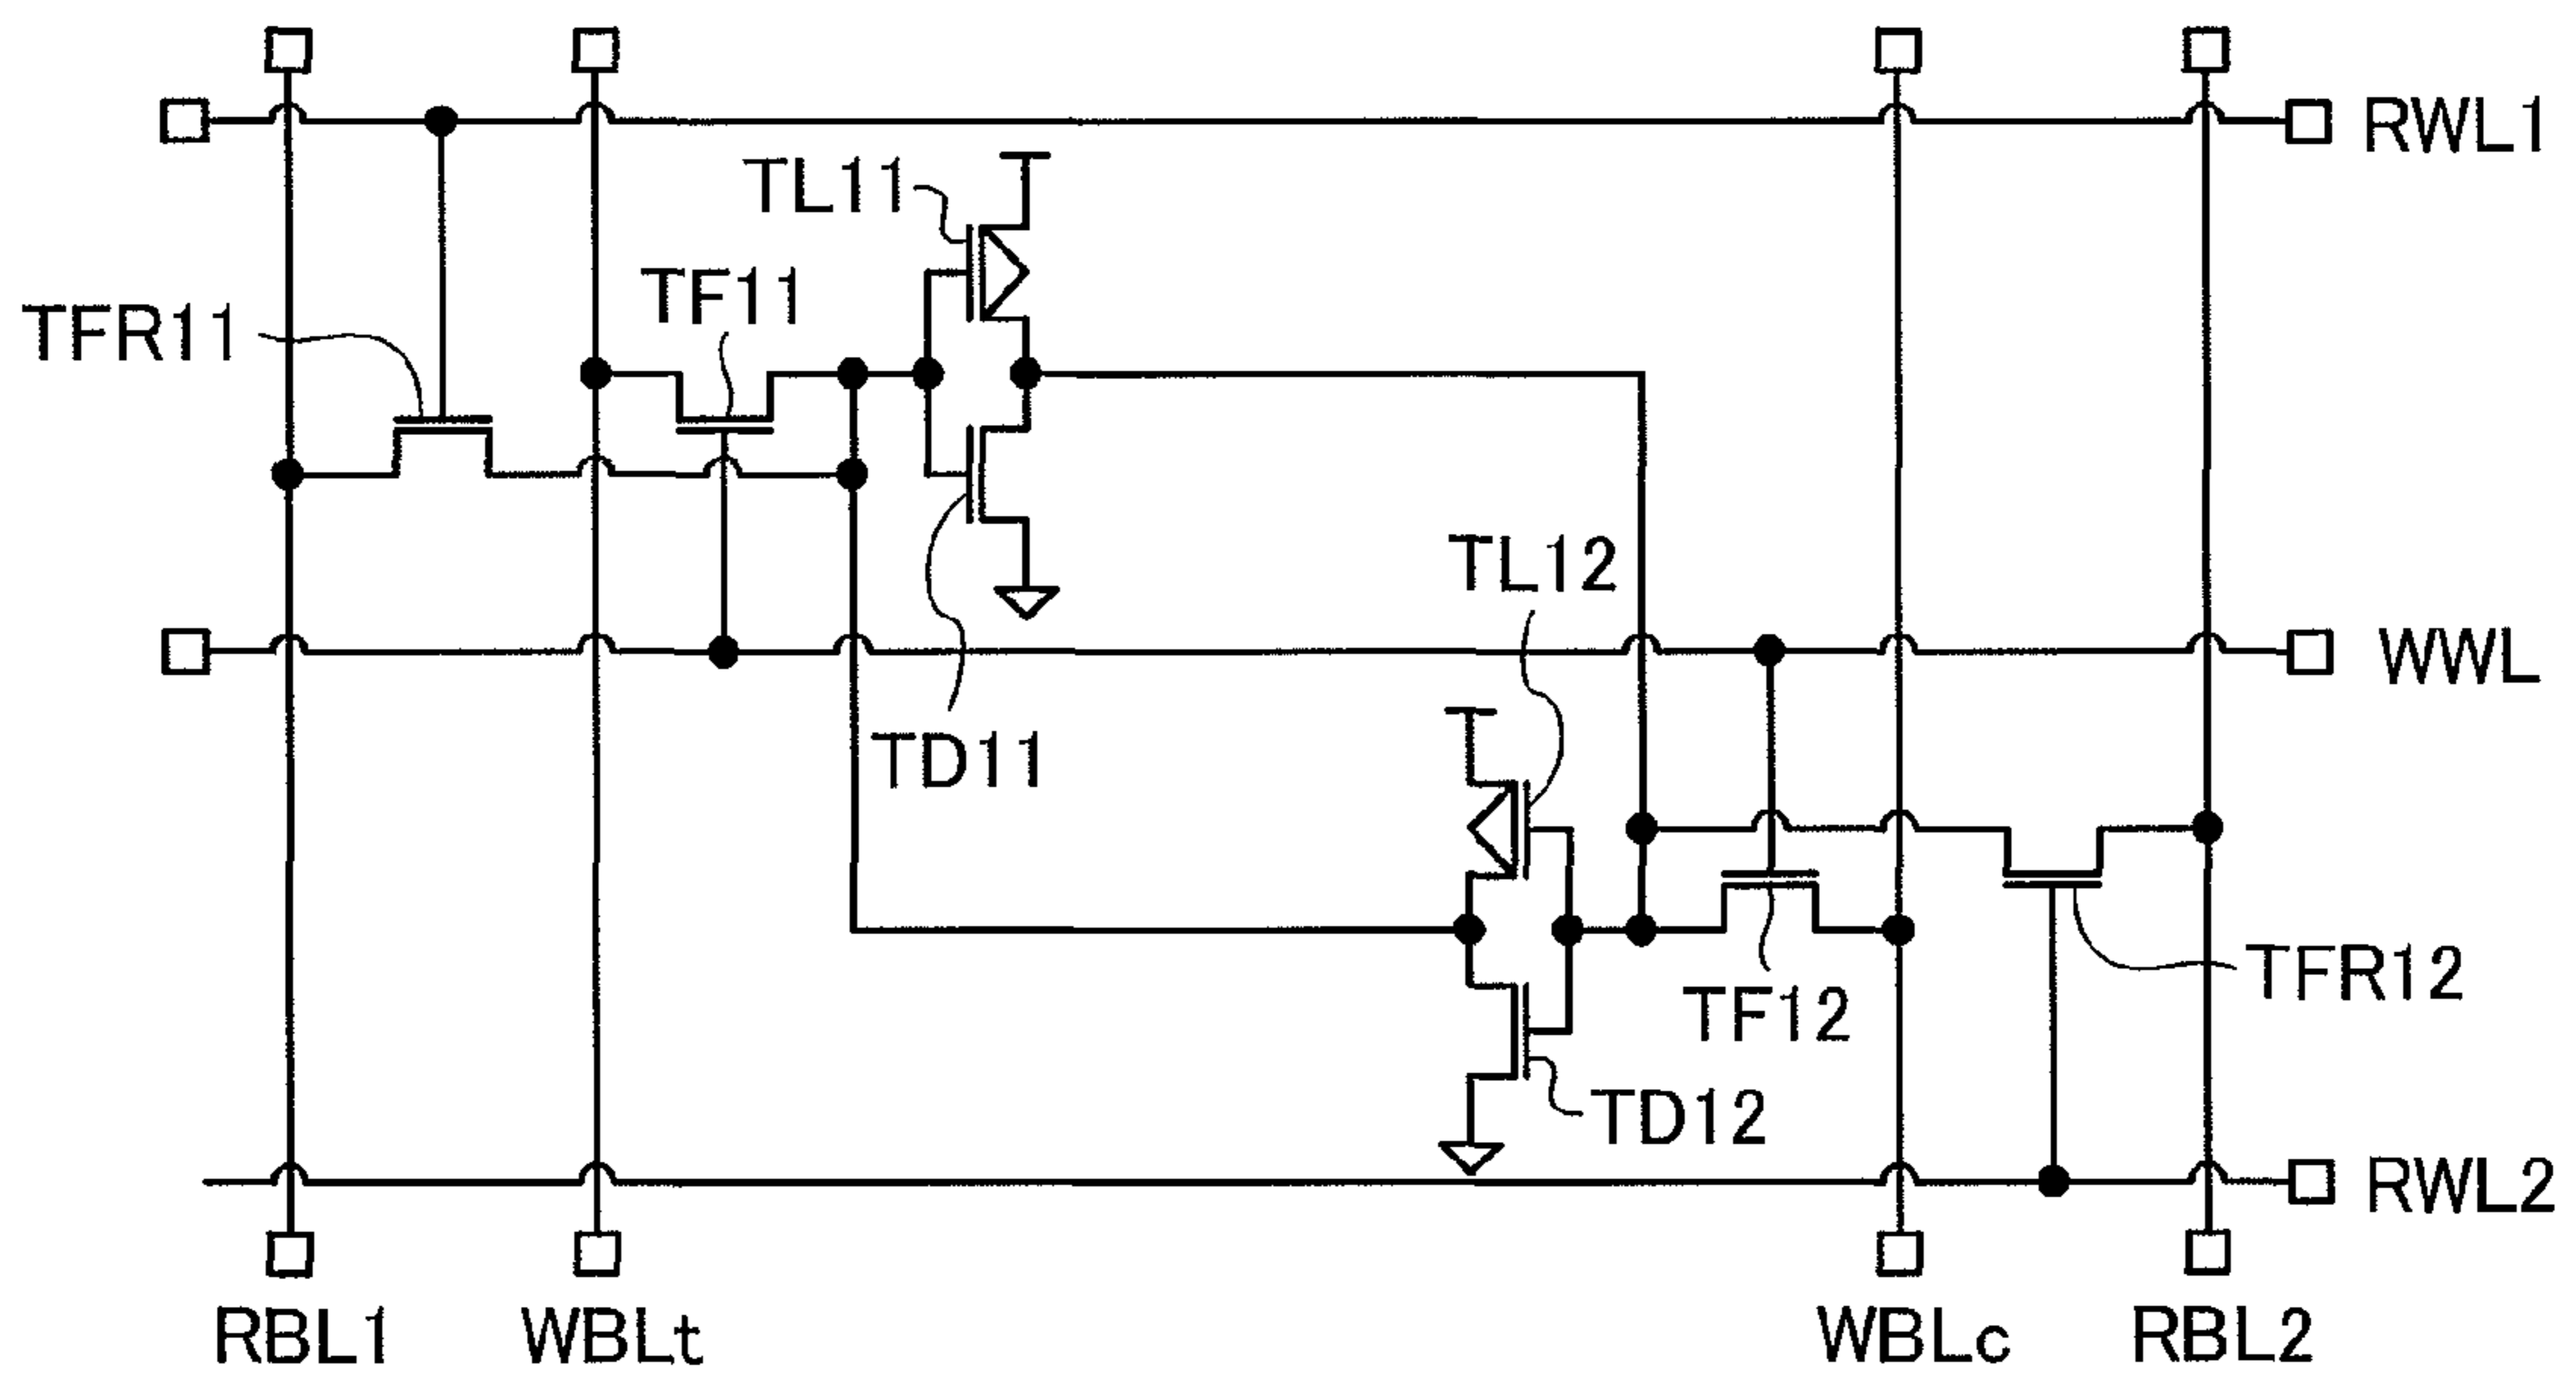 RWL1
TL11
TF11
TFR11
TL12
WWL
TD11
TFR12
TF12
TD12
RWL2
RBL1
WBLt
WBLc
RBL2